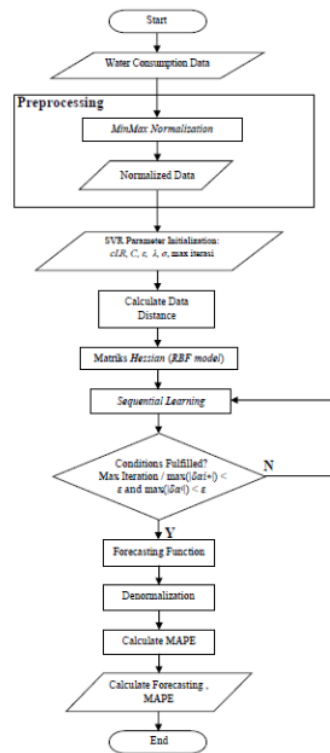 Start
Water Consumption Data
Preprocessing
MinMax Normalization
Normalized Data
SVR Parameter Initialization:
cLR, C, ε, λ, σ, max iterasi
Calculate Data
Distance
Matriks Hessian (RBF model)
Sequential Learning
Conditions Fulfilled?
N
Max Iteration / max(|δαi*|) <
ε and max(|δαi|) < ε
Y
Forecasting Function
Denormalization
Calculate MAPE
Calculate Forecasting ,
MAPE
End